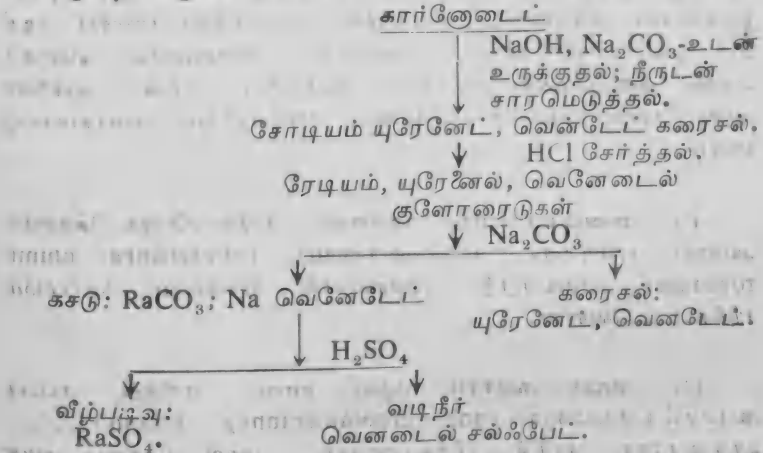 கார்னோடைட்
NaOH, Na₂CO₃-உடன்
உருக்குதல்; நீருடன்
சாரமெடுத்தல்.
சோடியம் யுரேனேட், வென்டேட் கரைசல்.
HCl சேர்த்தல்.
ரேடியம், யுரேனைல், வெனேடைல்
குளோரைடுகள்
Na₂CO₃
கசடு: RaCO₃; Na வெனேடேட்
கரைசல்:
யுரேனேட், வெனடேட்.
H₂SO₄
வீழ்படிவு:
RaSO₄.
வடிநீர்
வெனடைல் சல்ஃபேட்.